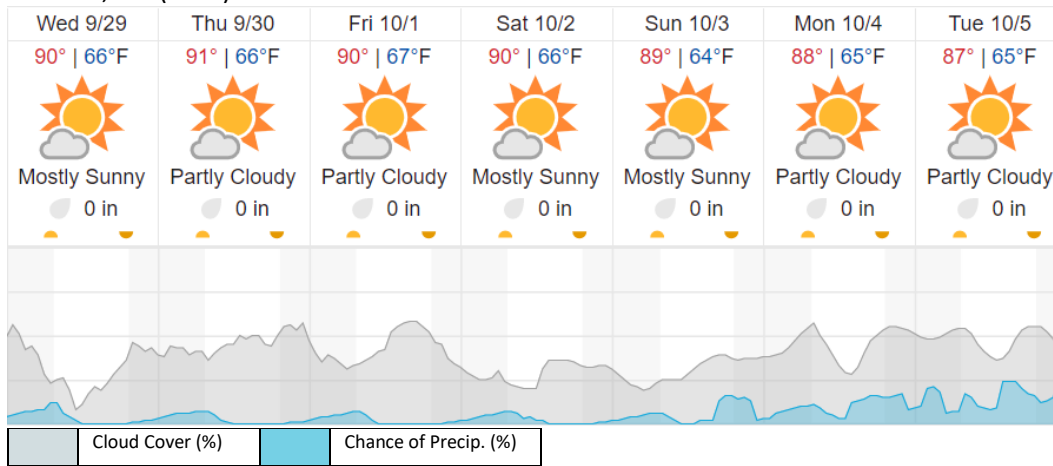 Wed 9/29 Thu 9/30 Fri 10/1 Sat 10/2 Sun 10/3 Mon 10/4 Tue 10/5
90° | 66°F 91° | 66°F 90° | 67°F 90° | 66°F 89° | 64°F 88° | 65°F 87° | 65°F
Mostly Sunny Partly Cloudy Partly Cloudy Mostly Sunny Mostly Sunny Partly Cloudy Partly Cloudy
0 in 0 in 0 in 0 in 0 in 0 in 0 in
Cloud Cover (%) Chance of Precip. (%)